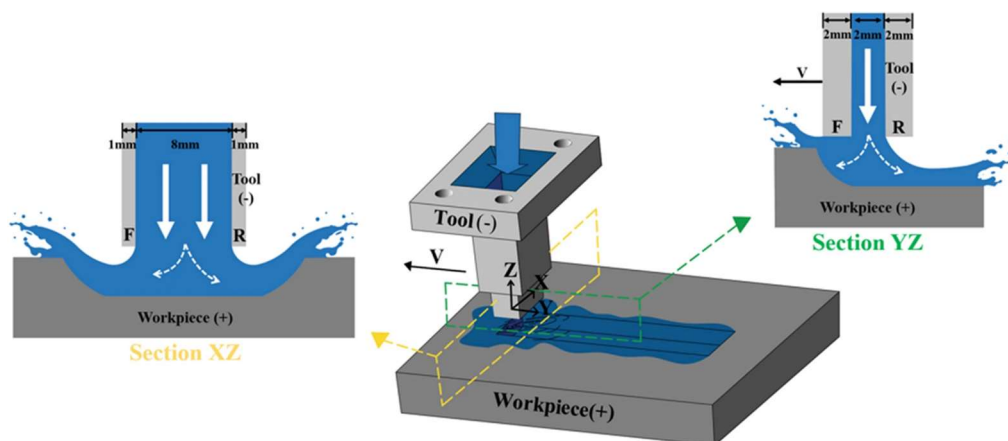 1mm 8mm 1mm
Tool
(-)
F R
Workpiece (+)
Section XZ
Tool(-)
V
Z
X
Y
Workpiece(+)
2mm 2mm 2mm
V
Tool
(-)
F R
Workpiece (+)
Section YZ